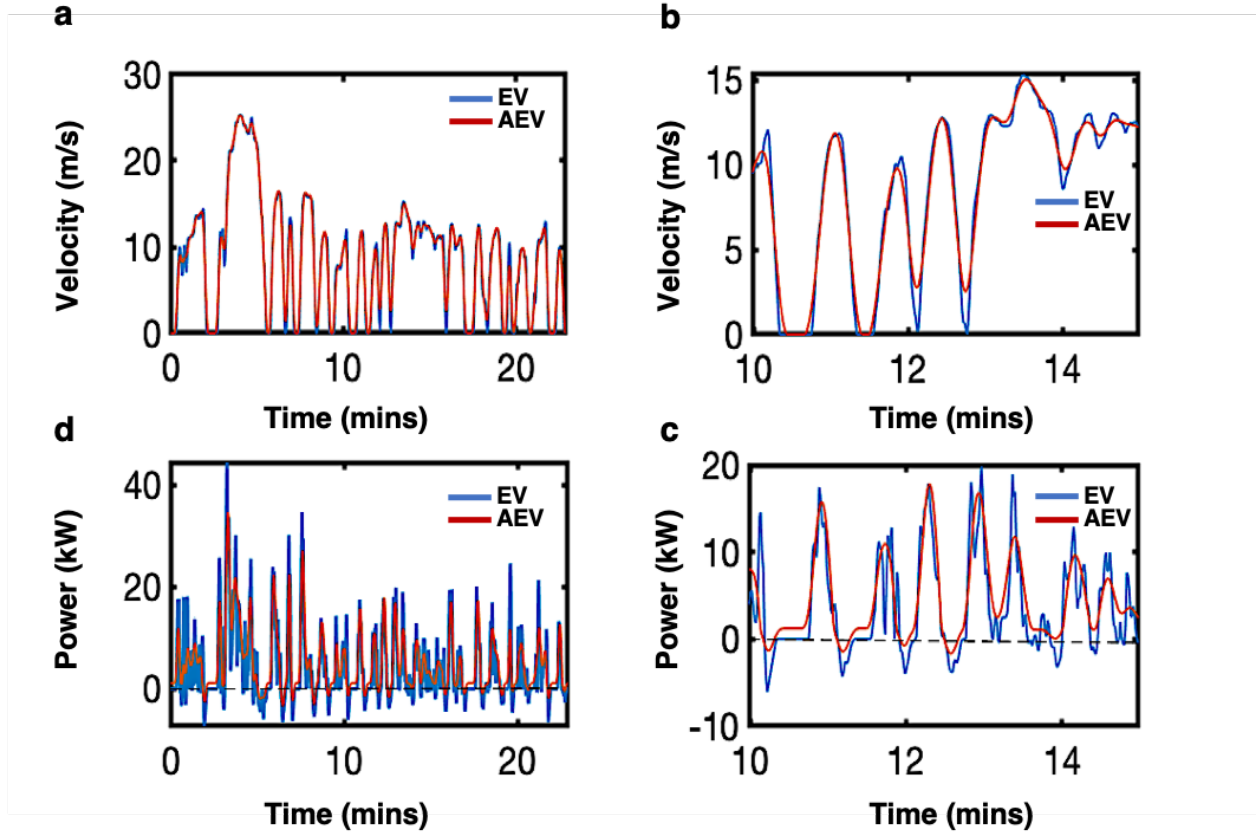 a
30
20
10
0
Velocity (m/s)
EV
AEV
0 10 20
Time (mins)
b
15
10
5
0
Velocity (m/s)
EV
AEV
10 12 14
Time (mins)
d
40
20
0
Power (kW)
EV
AEV
0 10 20
Time (mins)
c
20
10
0
-10
Power (kW)
EV
AEV
10 12 14
Time (mins)